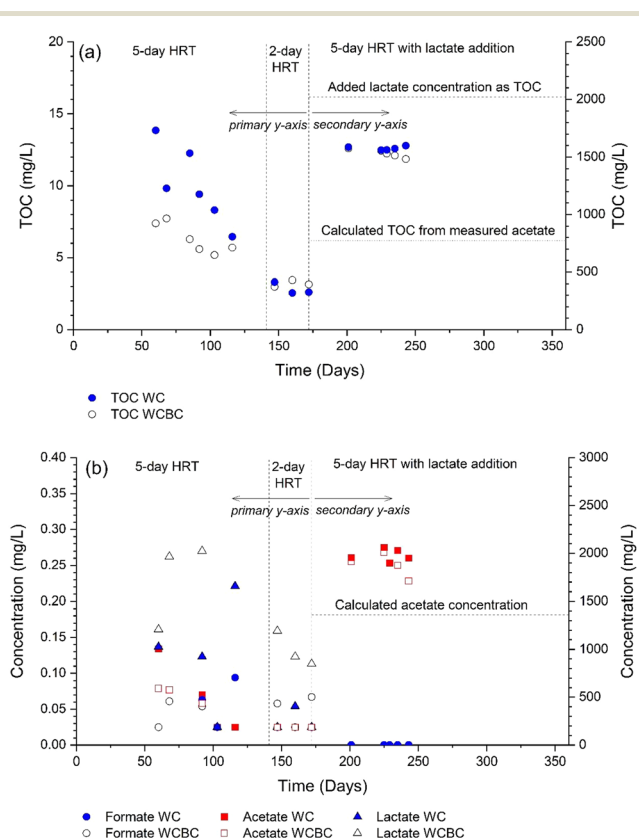 (a)
5-day HRT
2-day
HRT
5-day HRT with lactate addition
Added lactate concentration as TOC
primary y-axis
secondary y-axis
Calculated TOC from measured acetate
TOC (mg/L)
20
15
10
5
0
TOC (mg/L)
2500
2000
1500
1000
500
0
0 50 100 150 200 250 300 350
Time (Days)
TOC WC
TOC WCBC
(b)
5-day HRT
2-day
HRT
5-day HRT with lactate addition
primary y-axis
secondary y-axis
Calculated acetate concentration
Concentration (mg/L)
0.40
0.35
0.30
0.25
0.20
0.15
0.10
0.05
0.00
Concentration (mg/L)
3000
2500
2000
1500
1000
500
0
0 50 100 150 200 250 300 350
Time (Days)
Formate WC Acetate WC Lactate WC
Formate WCBC Acetate WCBC Lactate WCBC